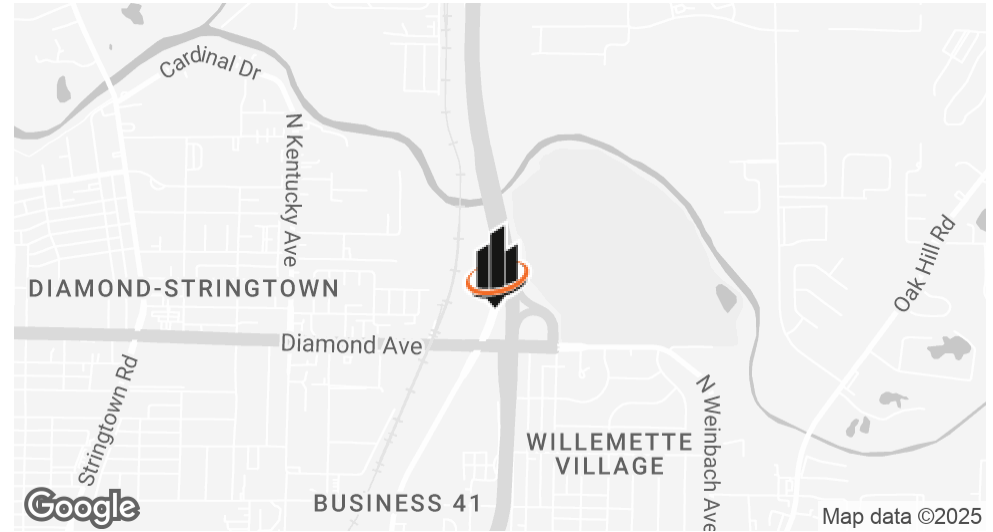 Cardinal Dr
N Kentucky Ave
Oak Hill Rd
DIAMOND-STRINGTOWN
Diamond Ave
Stringtown Rd
N Weinbach Ave
WILLEMETTE
VILLAGE
BUSINESS 41
Google
Map data ©2025